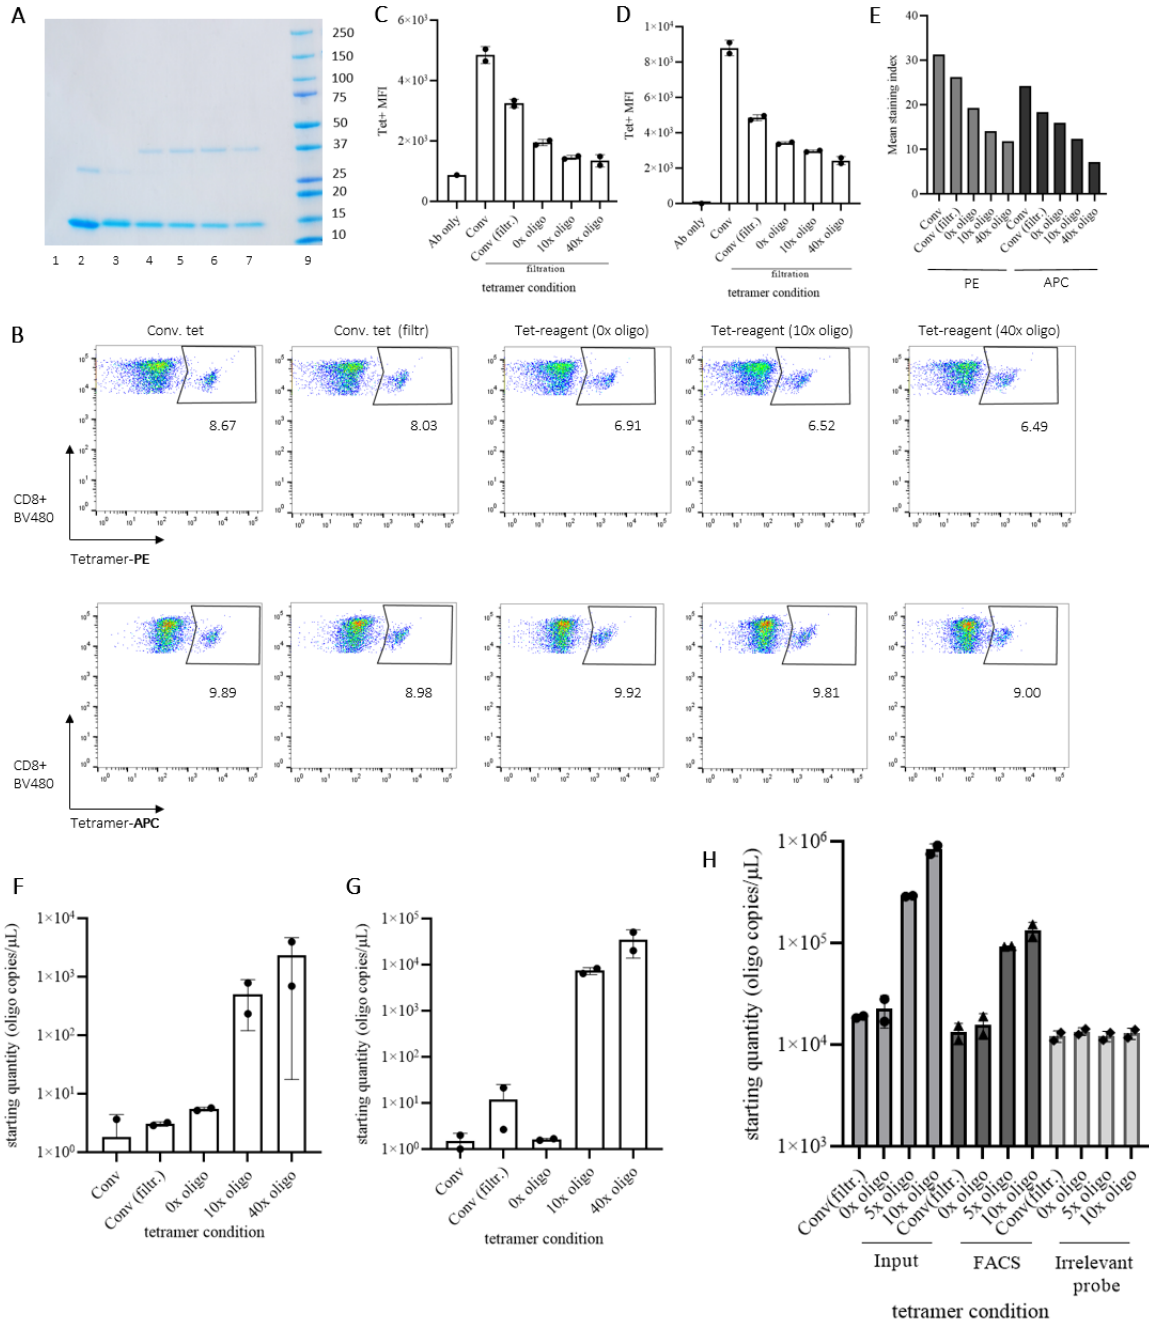 A
250
150
100
75
50
37
25
20
15
10
1 2 3 4 5 6 7 9
C
6×10³
4×10³
2×10³
0
Tet+ MFI
Ab only
Conv
Conv (filtr.)
0x oligo
10x oligo
40x oligo
filtration
tetramer condition
D
1×10⁴
8×10³
6×10³
4×10³
2×10³
0
Tet+ MFI
Ab only
Conv
Conv (filtr.)
0x oligo
10x oligo
40x oligo
filtration
tetramer condition
E
40
30
20
10
0
Mean staining index
Conv
Conv (filtr.)
0x oligo
10x oligo
40x oligo
Conv
Conv (filtr.)
0x oligo
10x oligo
40x oligo
PE APC
B
Conv. tet
Conv. tet (filtr)
Tet-reagent (0x oligo)
Tet-reagent (10x oligo)
Tet-reagent (40x oligo)
8.67
8.03
6.91
6.52
6.49
CD8+
BV480
Tetramer-PE
9.89
8.98
9.92
9.81
9.00
CD8+
BV480
Tetramer-APC
F
1×10⁴
1×10³
1×10²
1×10¹
1×10⁰
starting quantity (oligo copies/µL)
Conv
Conv (filtr.)
0x oligo
10x oligo
40x oligo
tetramer condition
G
1×10⁵
1×10⁴
1×10³
1×10²
1×10¹
1×10⁰
starting quantity (oligo copies/µL)
Conv
Conv (filtr.)
0x oligo
10x oligo
40x oligo
tetramer condition
H
1×10⁶
1×10⁵
1×10⁴
1×10³
starting quantity (oligo copies/µL)
Conv(filtr.)
0x oligo
5x oligo
10x oligo
Conv(filtr.)
0x oligo
5x oligo
10x oligo
Conv(filtr.)
0x oligo
5x oligo
10x oligo
Input
FACS
Irrelevant
probe
tetramer condition